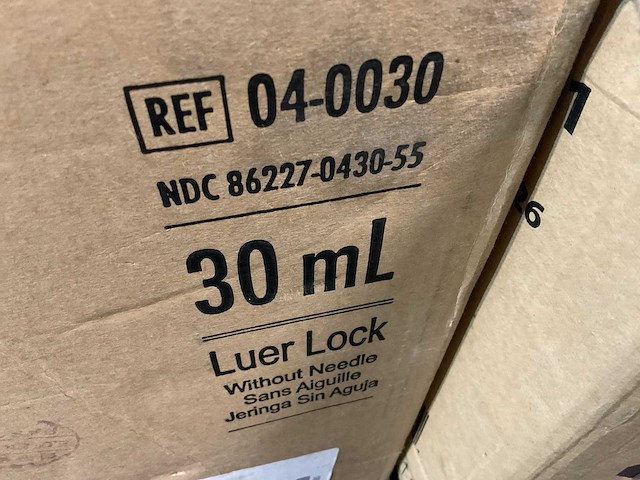 REF 04-0030
NDC 86227-0430-55
30 mL
Luer Lock
Without Needle
Sans Aiguille
Jeringa Sin Aguja